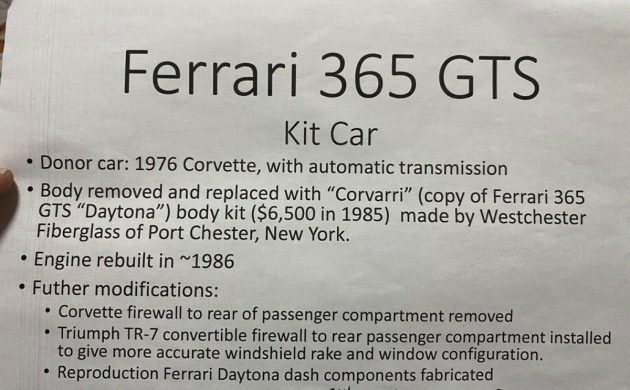 Ferrari 365 GTS
Kit Car
• Donor car: 1976 Corvette, with automatic transmission
• Body removed and replaced with “Corvarri” (copy of Ferrari 365
GTS “Daytona”) body kit ($6,500 in 1985) made by Westchester
Fiberglass of Port Chester, New York.
• Engine rebuilt in ~1986
• Futher modifications:
• Corvette firewall to rear of passenger compartment removed
• Triumph TR-7 convertible firewall to rear passenger compartment installed
to give more accurate windshield rake and window configuration.
• Reproduction Ferrari Daytona dash components fabricated